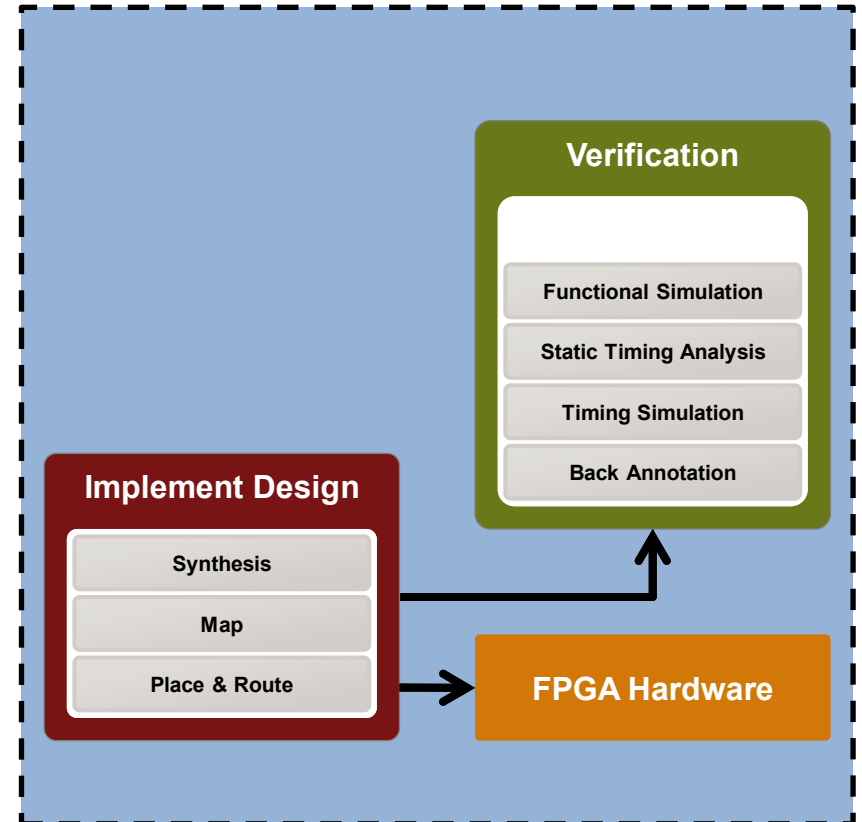 Verification
Functional Simulation
Static Timing Analysis
Timing Simulation
Back Annotation
Implement Design
Synthesis
Map
Place & Route
FPGA Hardware